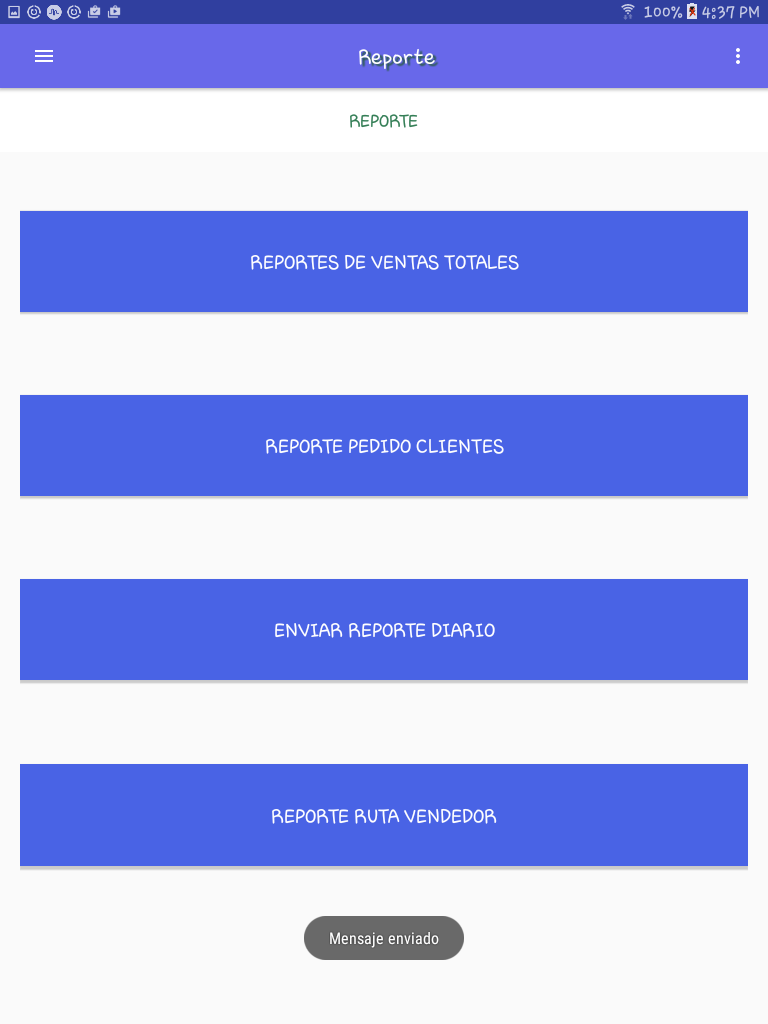 100% 4:37 PM
Reporte
REPORTE
REPORTES DE VENTAS TOTALES
REPORTE PEDIDO CLIENTES
ENVIAR REPORTE DIARIO
REPORTE RUTA VENDEDOR
Mensaje enviado